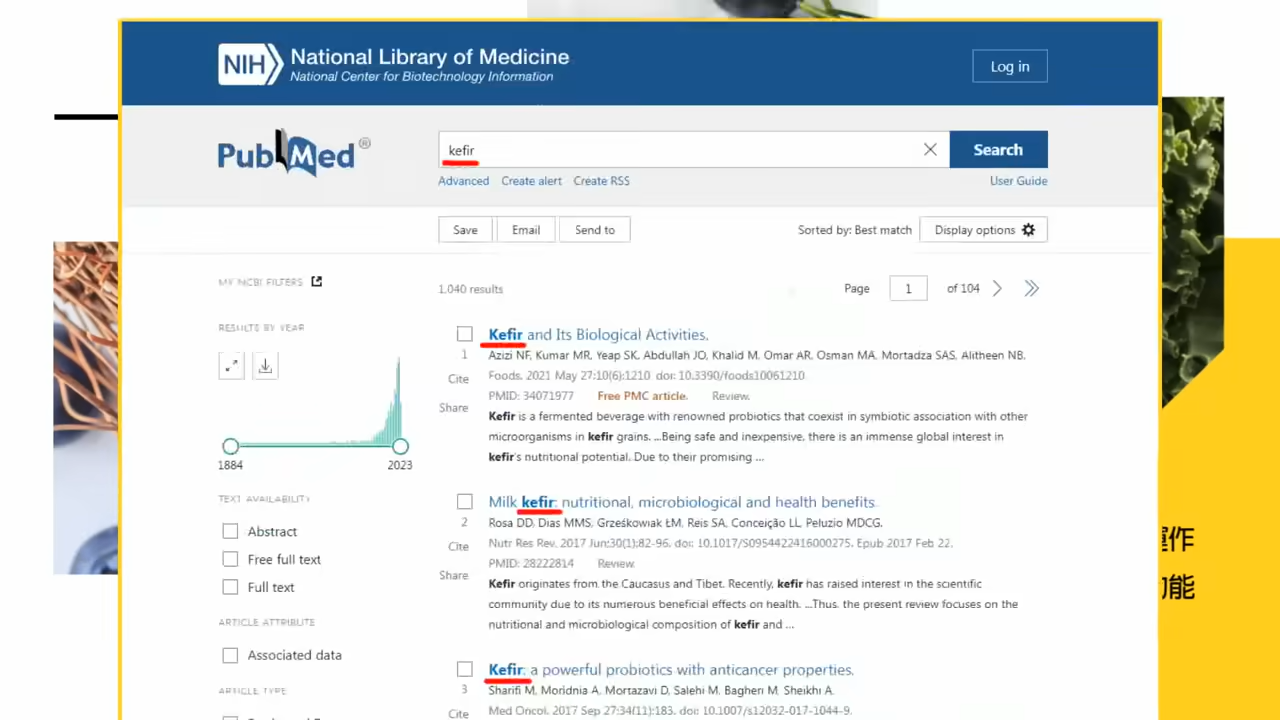 NIH
National Library of Medicine
National Center for Biotechnology Information
Log in
PubMed®
kefir
Search
Advanced Create alert Create RSS
User Guide
Save Email Send to
Sorted by: Best match
Display options
MY NCBI FILTERS
1,040 results
Page 1 of 104
RESULTS BY YEAR
1884 2023
TEXT AVAILABILITY
Abstract
Free full text
Full text
ARTICLE ATTRIBUTE
Associated data
ARTICLE TYPE
Kefir and Its Biological Activities.
1
Cite
Share
Azizi NF, Kumar MR, Yeap SK, Abdullah JO, Khalid M, Omar AR, Osman MA, Mortadza SAS, Alitheen NB.
Foods. 2021 May 27;10(6):1210. doi: 10.3390/foods10061210.
PMID: 34071977 Free PMC article. Review.
Kefir is a fermented beverage with renowned probiotics that coexist in symbiotic association with other
microorganisms in kefir grains. ...Being safe and inexpensive, there is an immense global interest in
kefir's nutritional potential. Due to their promising ...
Milk kefir: nutritional, microbiological and health benefits.
2
Cite
Share
Rosa DD, Dias MMS, Grześkowiak ŁM, Reis SA, Conceição LL, Peluzio MDCG.
Nutr Res Rev. 2017 Jun;30(1):82-96. doi: 10.1017/S0954422416000275. Epub 2017 Feb 22.
PMID: 28222814 Review.
Kefir originates from the Caucasus and Tibet. Recently, kefir has raised interest in the scientific
community due to its numerous beneficial effects on health. ...Thus, the present review focuses on the
nutritional and microbiological composition of kefir and ...
Kefir: a powerful probiotics with anticancer properties.
3
Cite
Sharifi M, Moridnia A, Mortazavi D, Salehi M, Bagheri M, Sheikhi A.
Med Oncol. 2017 Sep 27;34(11):183. doi: 10.1007/s12032-017-1044-9.
作
能